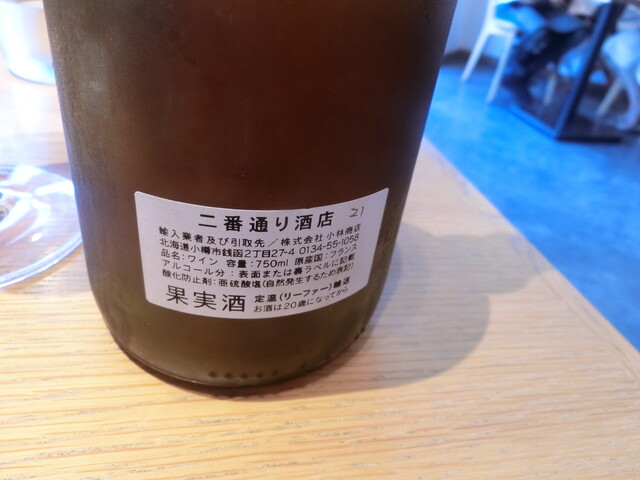 二番通り酒店 21
輸入業者及び引取先／株式会社 小林商店
北海道小樽市銭函2丁目27-4 0134-55-1058
品名：ワイン 容量：750ml 原産国：フランス
アルコール分：表面または裏ラベルに記載
酸化防止剤：亜硫酸塩(自然発生するため表記)
果実酒 定温(リーファー)輸送
お酒は20歳になってから